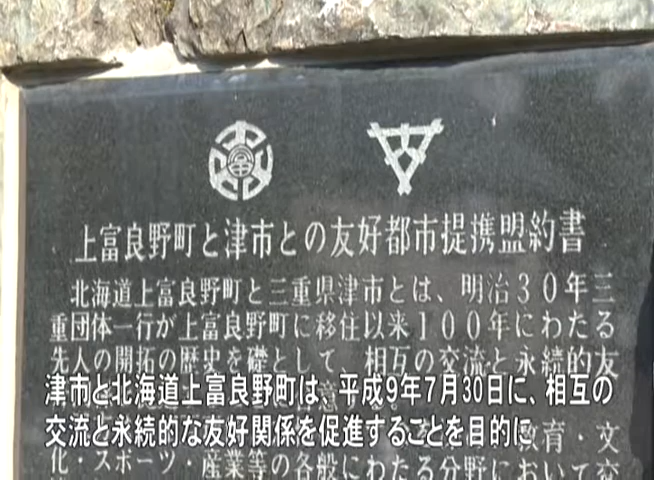 上富良野町と津市との友好都市提携盟約書
北海道上富良野町と三重県津市とは、明治30年三
重団体一行が上富良野町に移住以来100年にわたる
先人の開拓の歴史を礎として、相互の交流と永続的友
津市と北海道上富良野町は、平成9年7月30日に、相互の
交流と永続的な友好関係を促進することを目的に
教育・文
化・スポーツ・産業等の各般にわたる分野において交